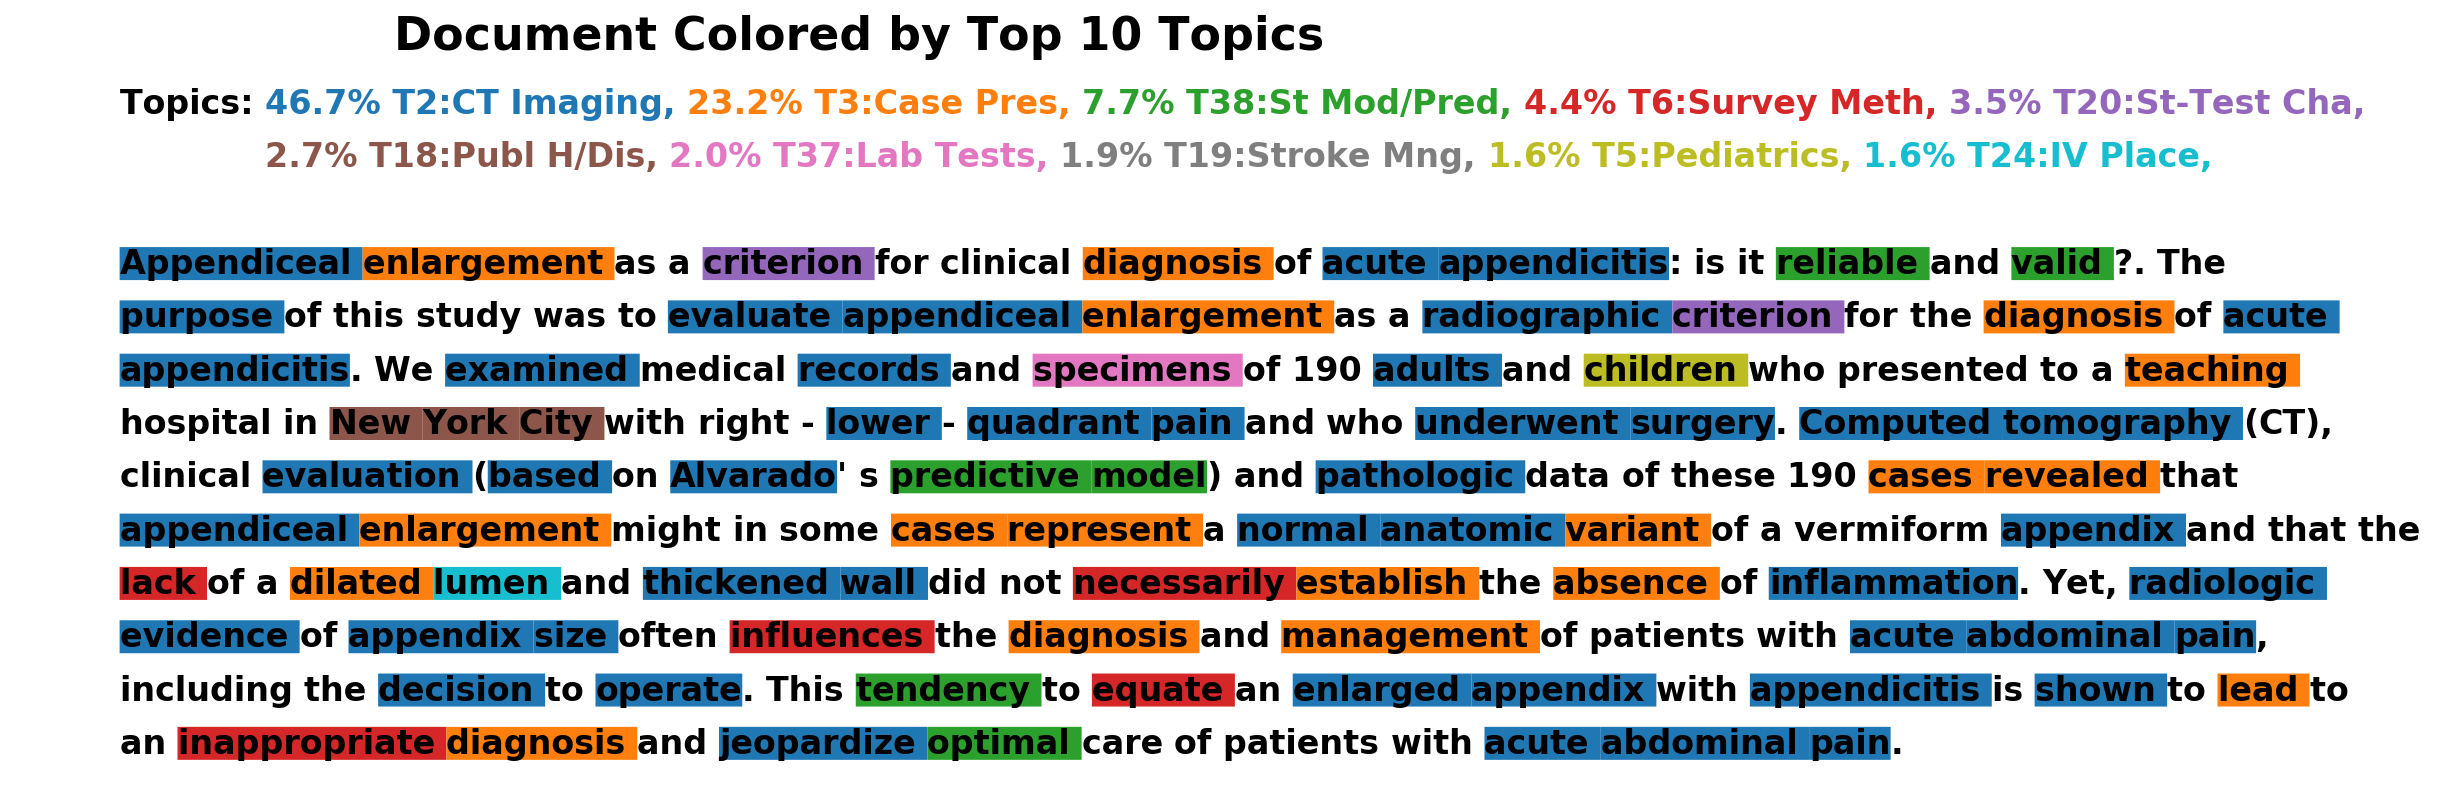 Document Colored by Top 10 Topics
Topics: 46.7% T2:CT Imaging, 23.2% T3:Case Pres, 7.7% T38:St Mod/Pred, 4.4% T6:Survey Meth, 3.5% T20:St-Test Cha,
2.7% T18:Publ H/Dis, 2.0% T37:Lab Tests, 1.9% T19:Stroke Mng, 1.6% T5:Pediatrics, 1.6% T24:IV Place,
Appendiceal enlargement as a criterion for clinical diagnosis of acute appendicitis: is it reliable and valid ?. The
purpose of this study was to evaluate appendiceal enlargement as a radiographic criterion for the diagnosis of acute
appendicitis. We examined medical records and specimens of 190 adults and children who presented to a teaching
hospital in New York City with right - lower - quadrant pain and who underwent surgery. Computed tomography (CT),
clinical evaluation (based on Alvarado' s predictive model) and pathologic data of these 190 cases revealed that
appendiceal enlargement might in some cases represent a normal anatomic variant of a vermiform appendix and that the
lack of a dilated lumen and thickened wall did not necessarily establish the absence of inflammation. Yet, radiologic
evidence of appendix size often influences the diagnosis and management of patients with acute abdominal pain,
including the decision to operate. This tendency to equate an enlarged appendix with appendicitis is shown to lead to
an inappropriate diagnosis and jeopardize optimal care of patients with acute abdominal pain.